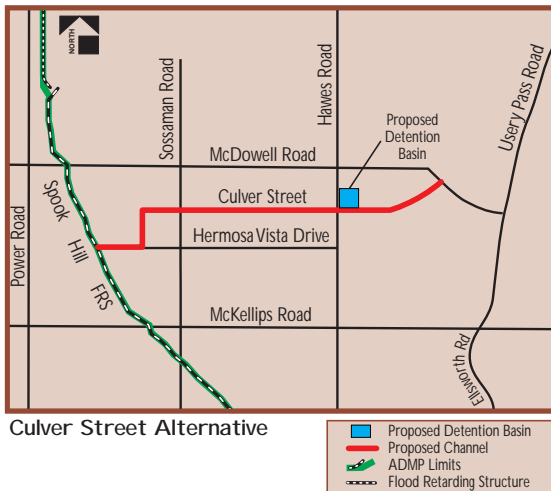 NORTH
Power Road
Sossaman Road
Hawes Road
Usery Pass Road
Proposed
Detention
Basin
McDowell Road
Culver Street
Spook
Hill
FRS
Hermosa Vista Drive
McKellips Road
Ellsworth Rd
Culver Street Alternative
Proposed Detention Basin
Proposed Channel
ADMP Limits
Flood Retarding Structure